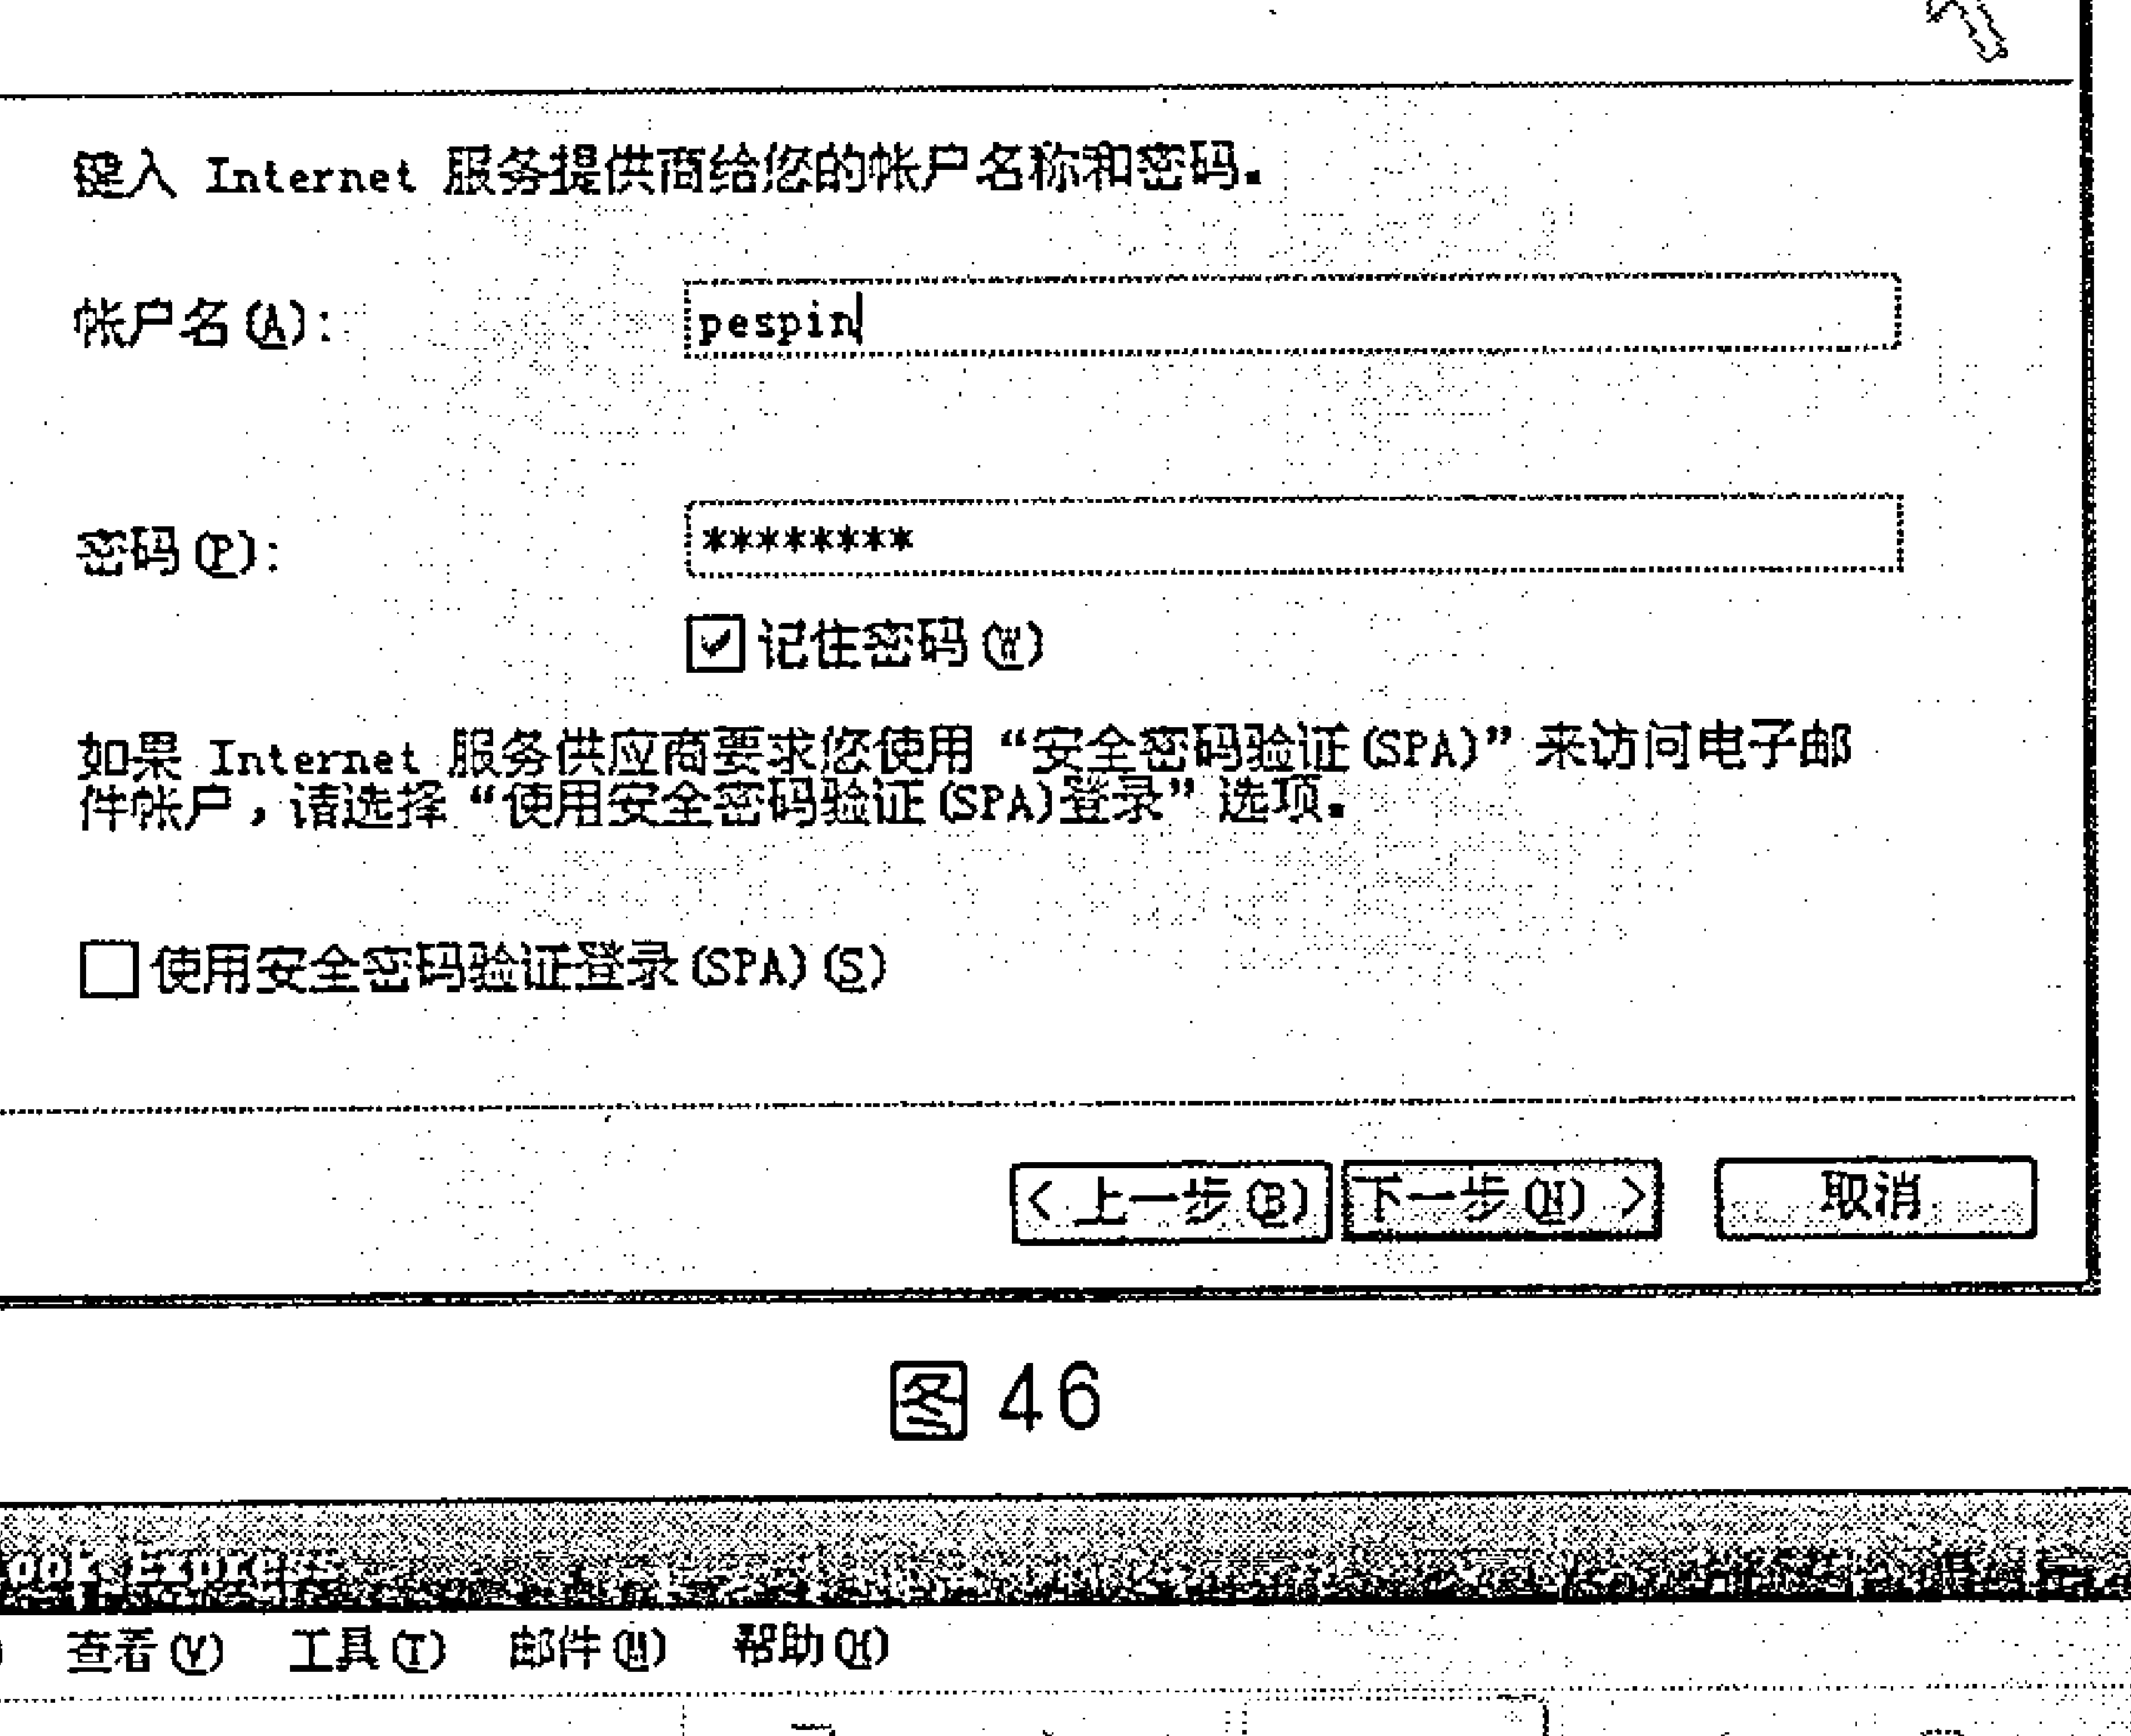 键入 Internet 服务提供商给您的帐户名称和密码。
帐户名(A):
pespin
密码(P):
********
记住密码(W)
如果 Internet 服务供应商要求您使用“安全密码验证(SPA)”来访问电子邮
件帐户，请选择“使用安全密码验证(SPA)登录”选项。
使用安全密码验证登录(SPA)(S)
< 上一步(B) 下一步(N) > 取消
图 46
ook Express
查看(V) 工具(T) 邮件(M) 帮助(H)